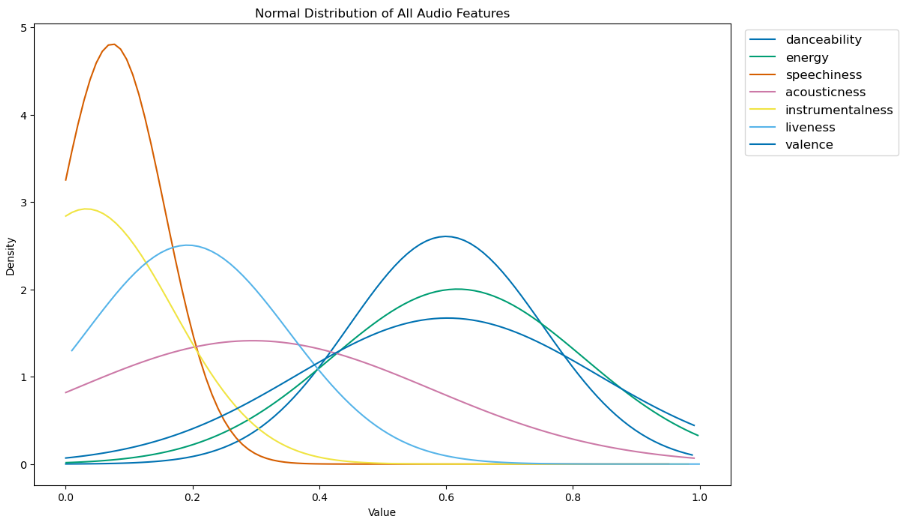 Normal Distribution of All Audio Features
danceability
energy
speechiness
acousticness
instrumentalness
liveness
valence
5
4
3
2
1
0
Density
0.0 0.2 0.4 0.6 0.8 1.0
Value